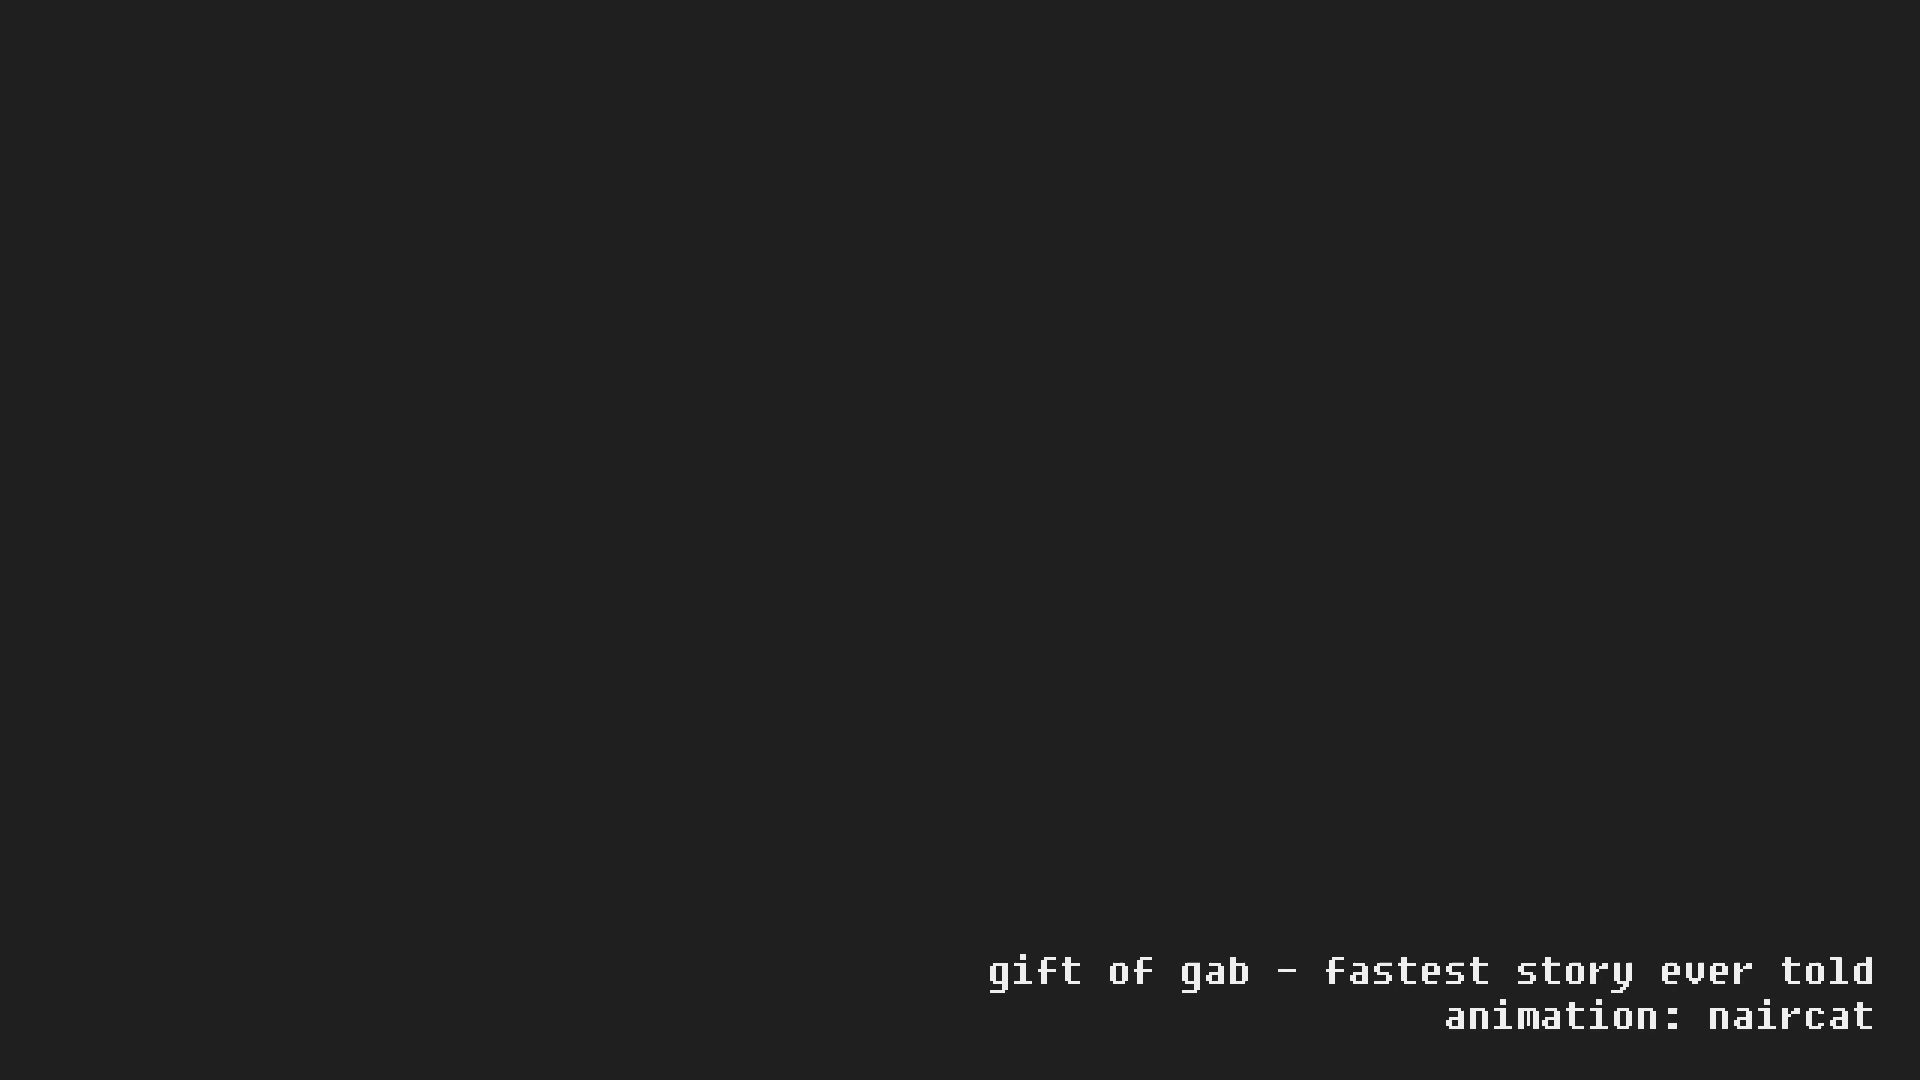 gift of gab - fastest story ever told
animation: naircat